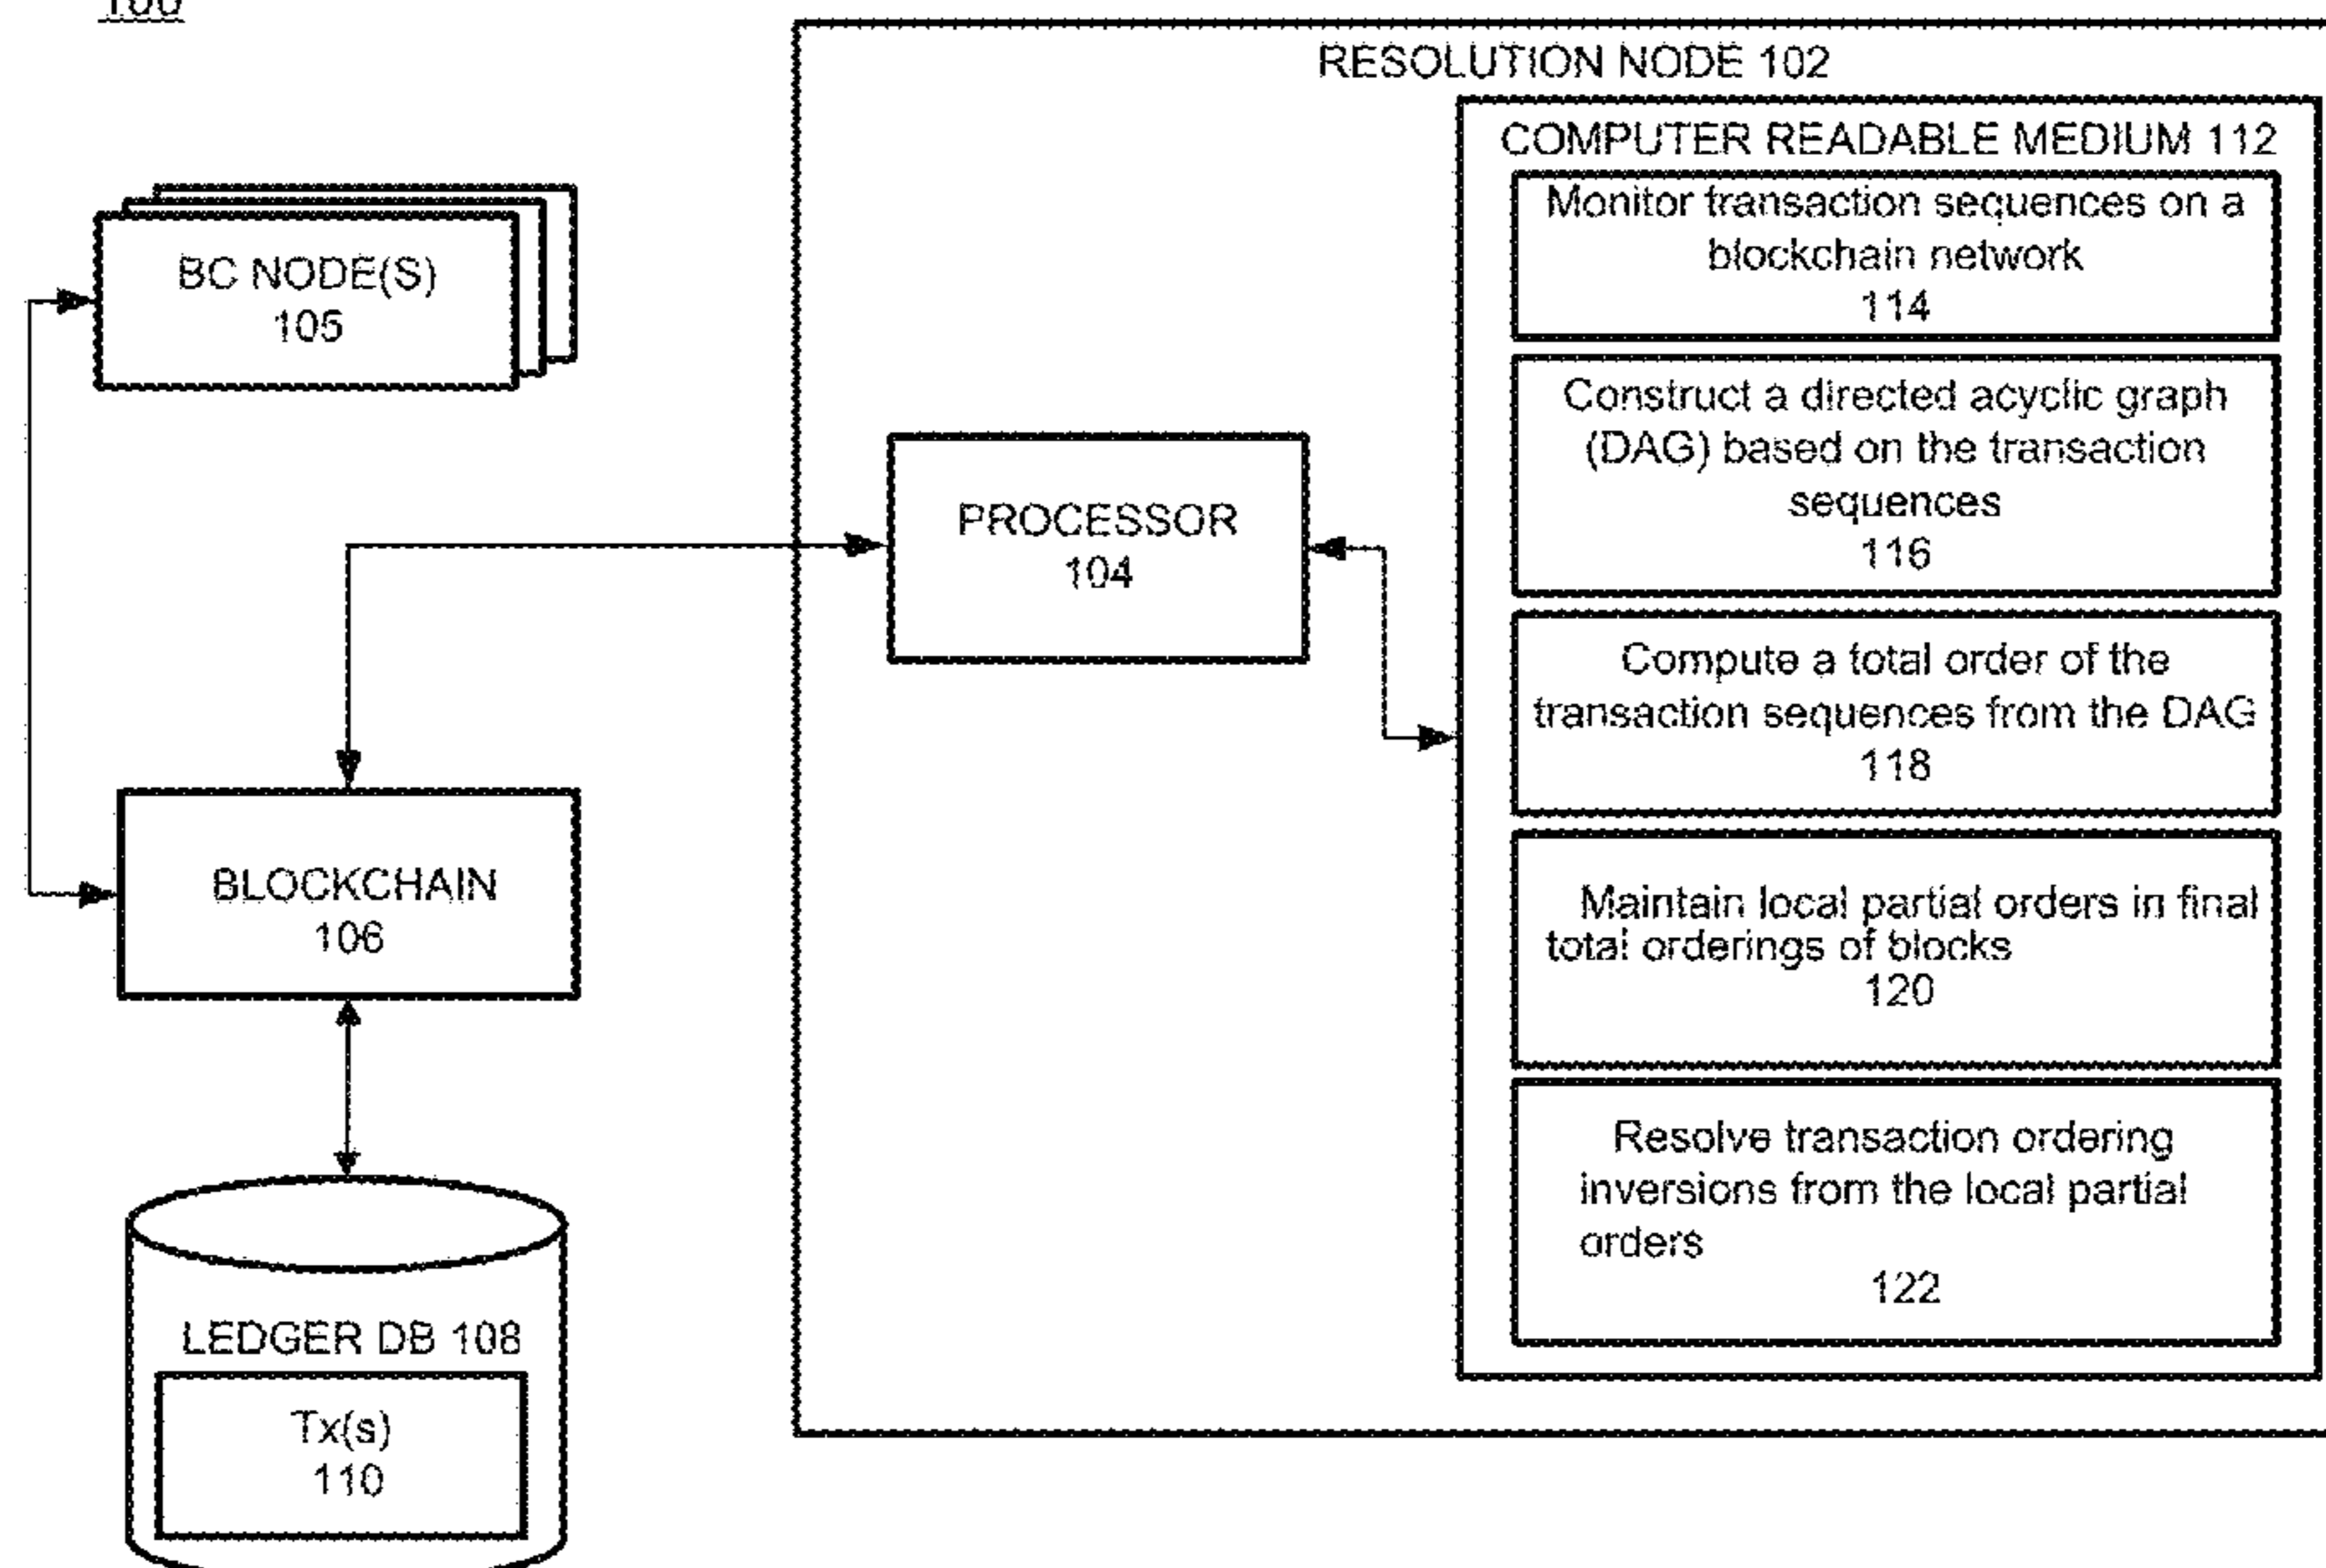 100
RESOLUTION NODE 102
COMPUTER READABLE MEDIUM 112
Monitor transaction sequences on a
blockchain network
114
Construct a directed acyclic graph
(DAG) based on the transaction
sequences
116
Compute a total order of the
transaction sequences from the DAG
118
Maintain local partial orders in final
total orderings of blocks
120
Resolve transaction ordering
inversions from the local partial
orders
122
PROCESSOR
104
BC NODE(S)
105
BLOCKCHAIN
106
LEDGER DB 108
Tx(s)
110